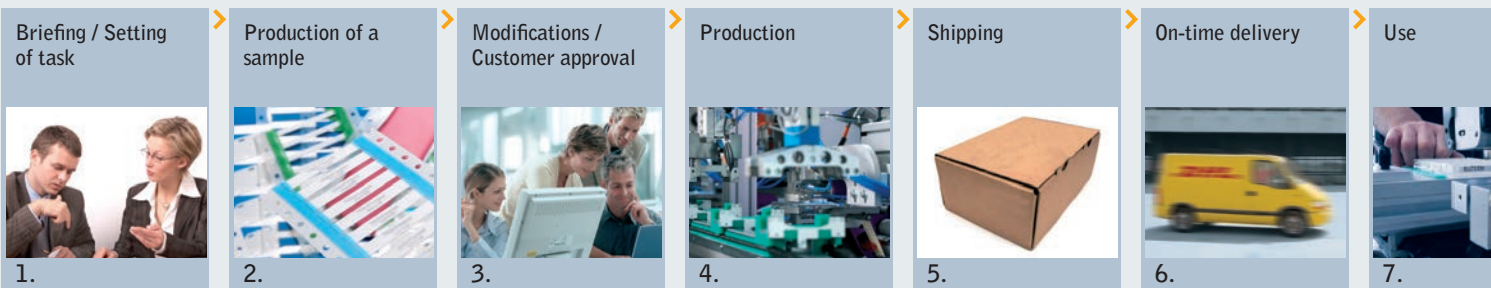 Briefing / Setting
of task
Production of a
sample
Modifications /
Customer approval
Production
Shipping
On-time delivery
Use
1.
2.
3.
4.
5.
6.
7.